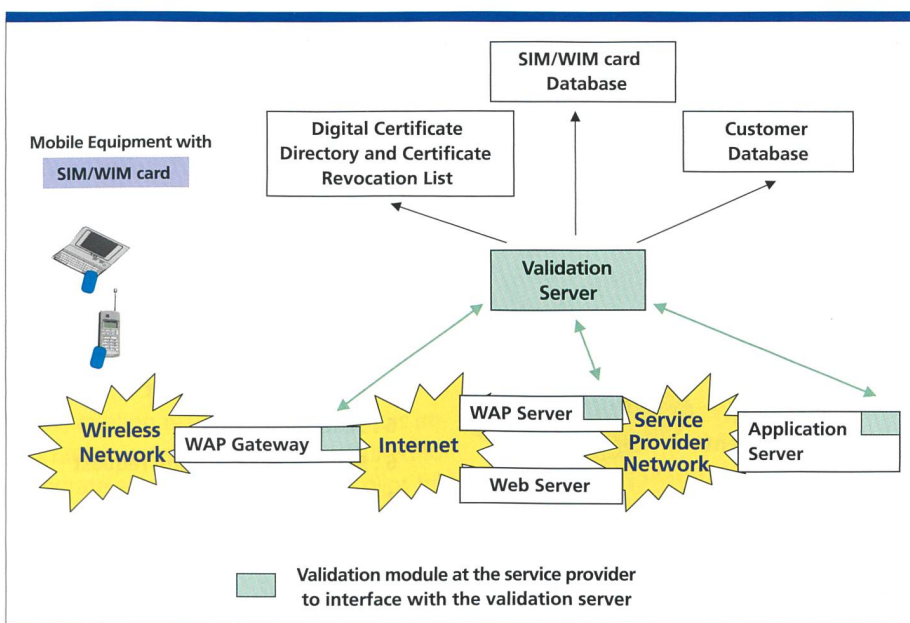 SIM/WIM card
Database
Mobile Equipment with
SIM/WIM card
Digital Certificate
Directory and Certificate
Revocation List
Customer
Database
Validation
Server
Wireless
Network
WAP Gateway
Internet
WAP Server
Web Server
Service
Provider
Network
Application
Server
Validation module at the service provider
to interface with the validation server